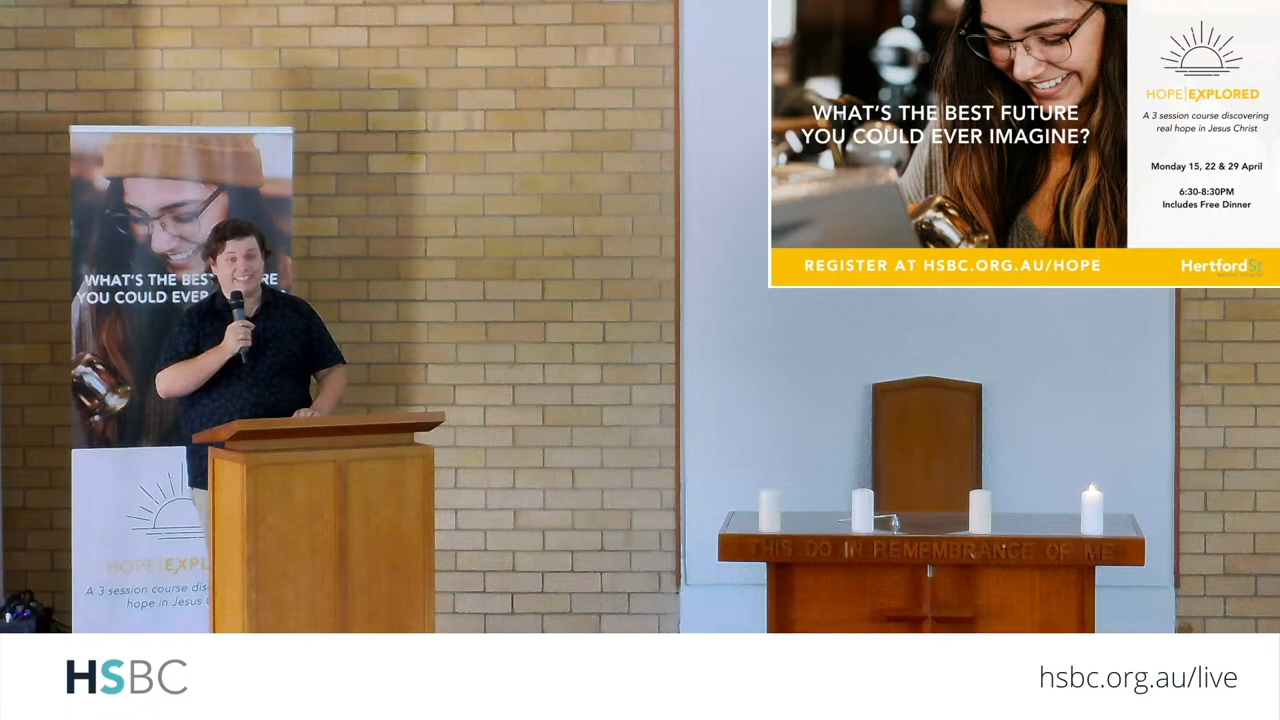 WHAT'S THE BEST FUTURE
YOU COULD EVER IMAGINE?
HOPE|EXPLORED
A 3 session course discovering
real hope in Jesus Christ
Monday 15, 22 & 29 April
6:30-8:30PM
Includes Free Dinner
REGISTER AT HSBC.ORG.AU/HOPE
HertfordSt
WHAT'S THE BES RE
YOU COULD EVER
HOPE|EXPL
A 3 session course dis
hope in Jesus
THIS DO IN REMEMBRANCE OF ME
HSBC
hsbc.org.au/live